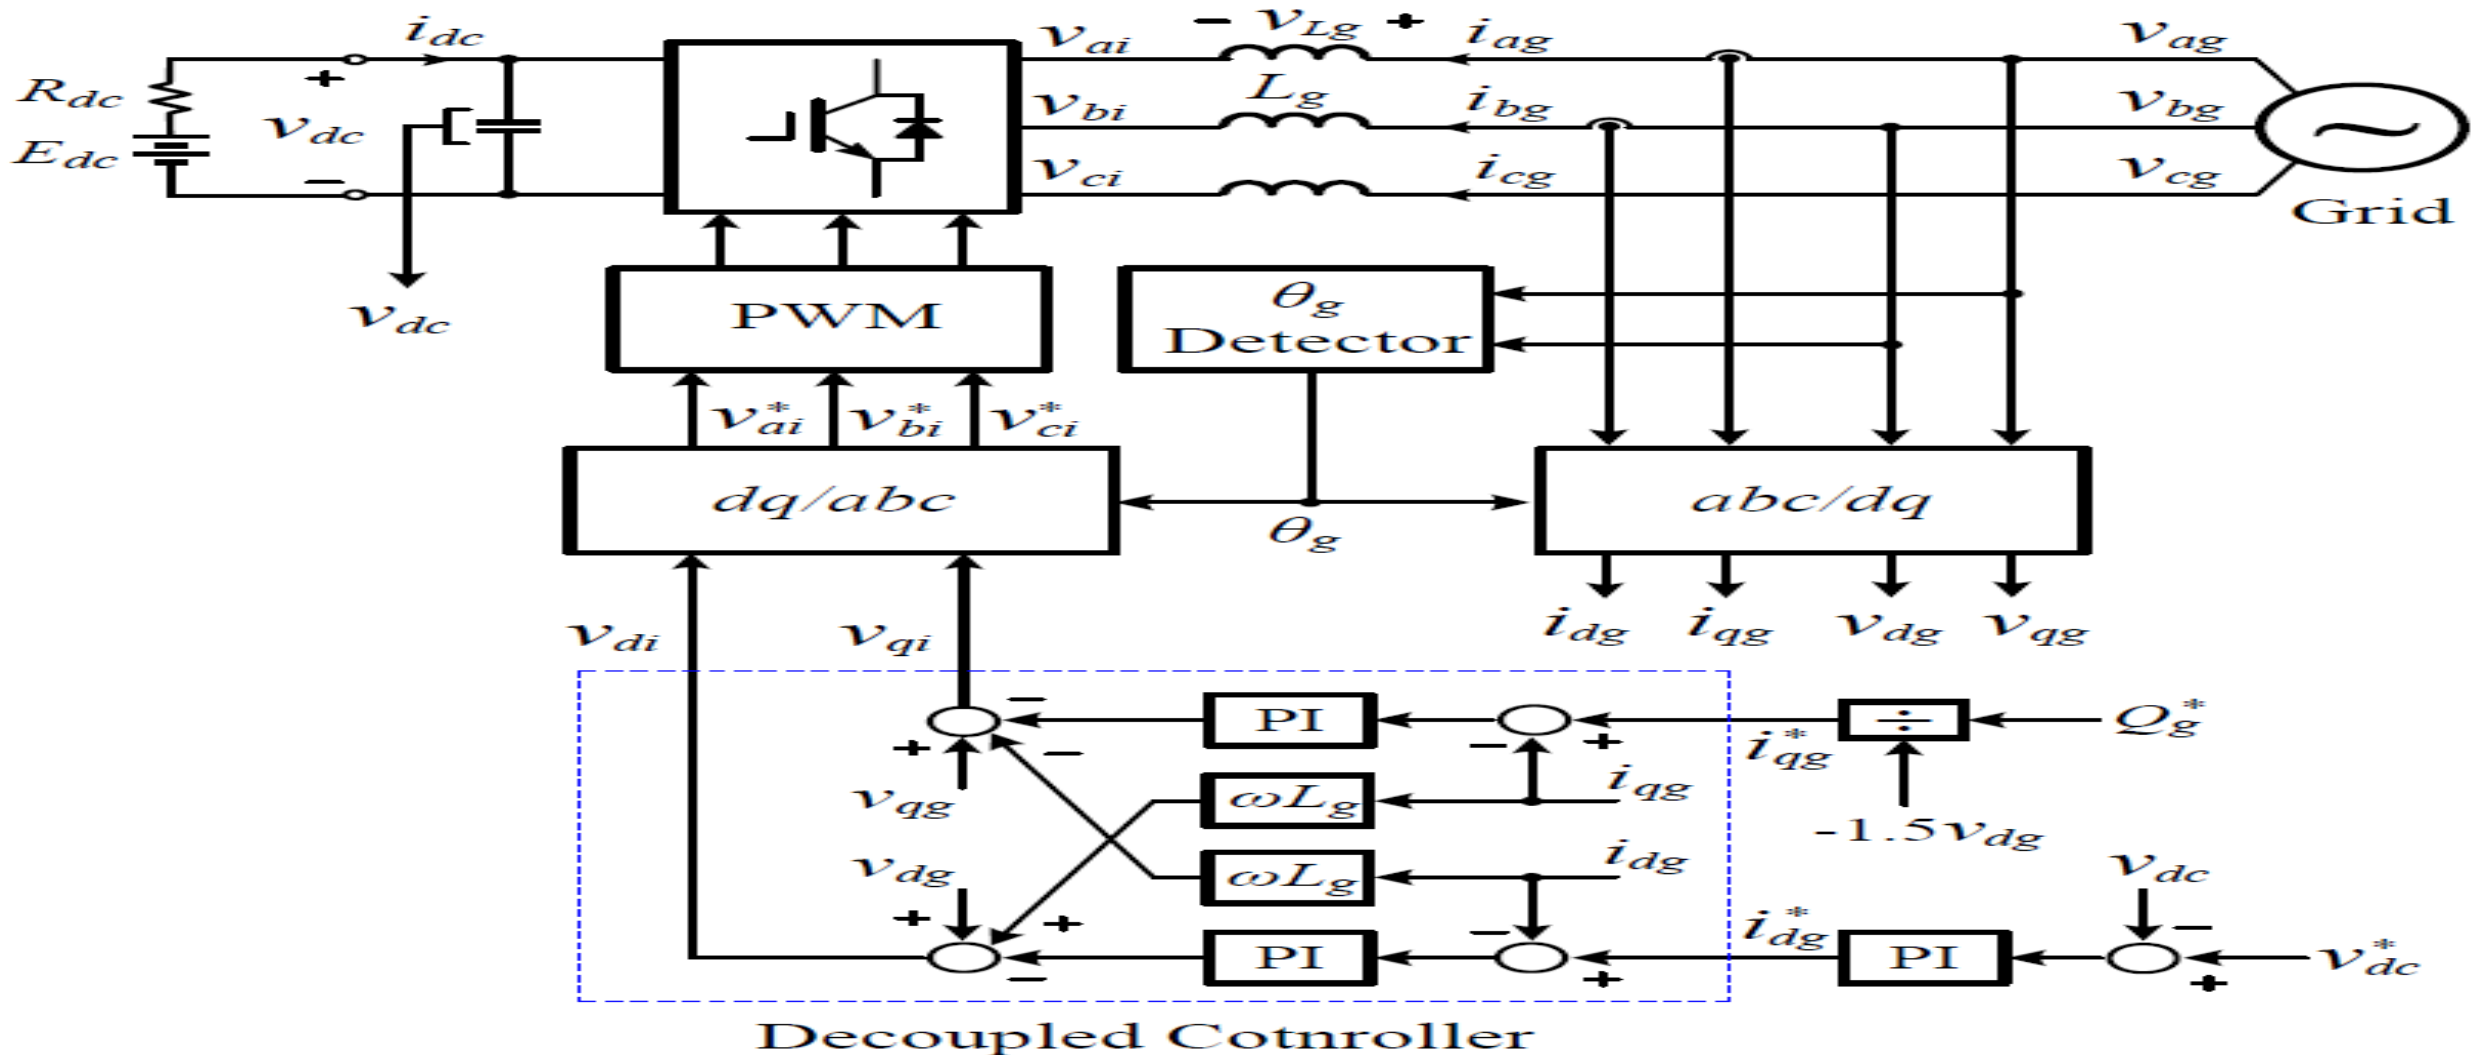 i_dc v_ai − v_Lg + i_ag v_ag
R_dc + v_dc L_g v_bi i_bg v_bg
E_dc − v_ci i_cg v_cg
Grid
v_dc PWM θ_g
Detector
v*_ai v*_bi v*_ci
dq/abc θ_g abc/dq
v_di v_qi i_dg i_qg v_dg v_qg
− PI − + i*_qg ÷ Q*_g
+ v_qg − ωL_g i_qg -1.5v_dg
v_dg ωL_g i_dg v_dc
+ + − PI − + i*_dg PI − + v*_dc
Decoupled Cotnroller